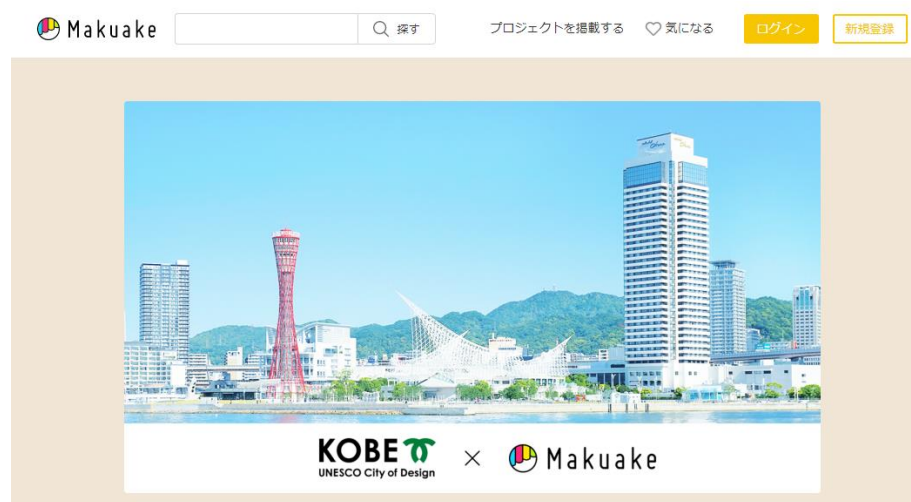 Makuake
探す
プロジェクトを掲載する
気になる
ログイン
新規登録
KOBE
UNESCO City of Design
×
Makuake